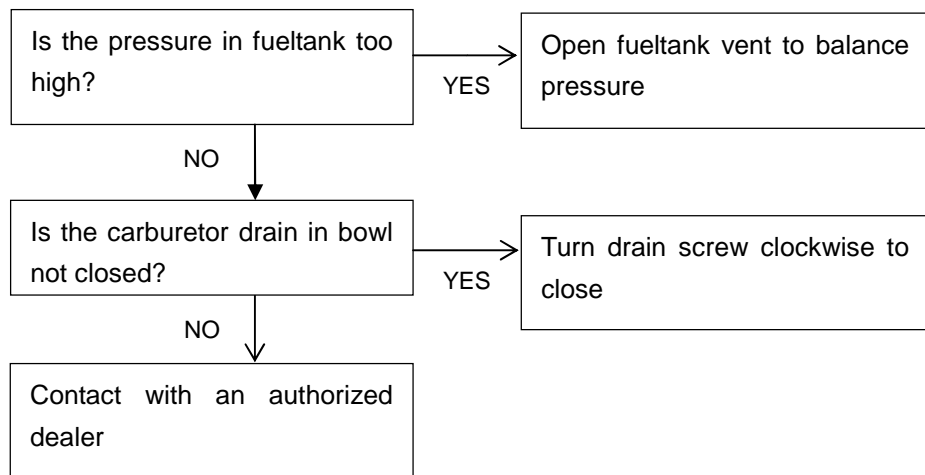 Is the pressure in fueltank too
high?
YES
Open fueltank vent to balance
pressure
NO
Is the carburetor drain in bowl
not closed?
YES
Turn drain screw clockwise to
close
NO
Contact with an authorized
dealer